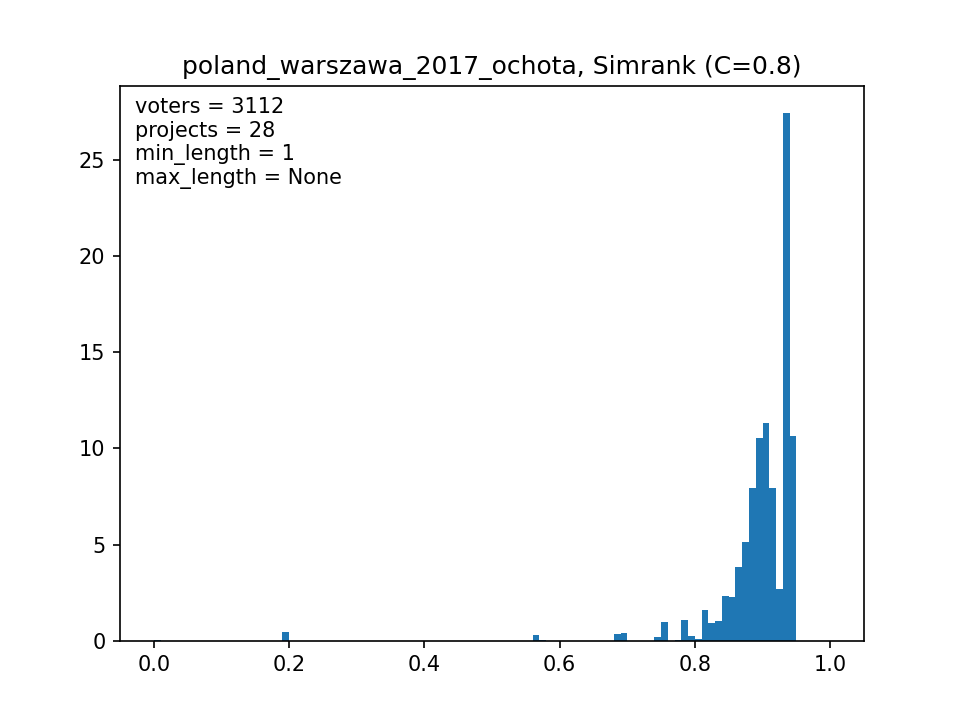 poland_warszawa_2017_ochota, Simrank (C=0.8)
voters = 3112
projects = 28
min_length = 1
max_length = None
25
20
15
10
5
0
0.0 0.2 0.4 0.6 0.8 1.0